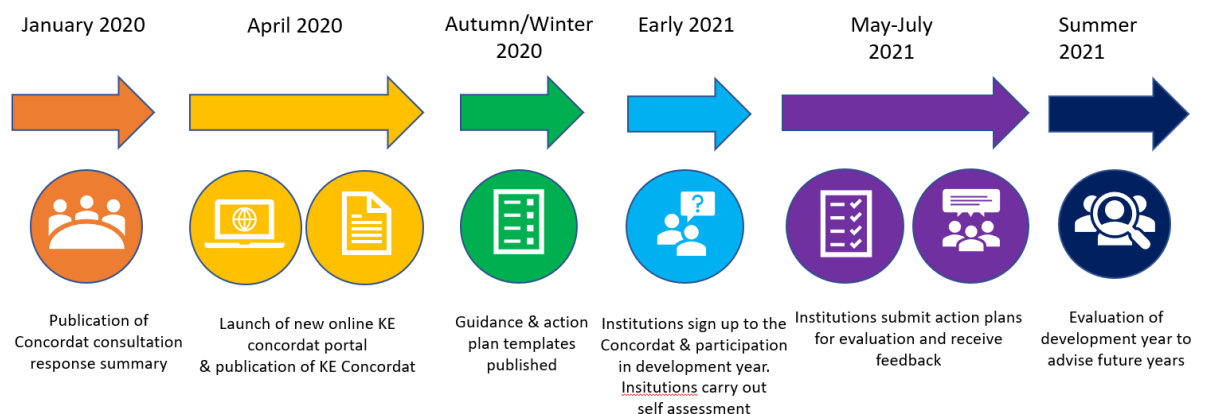 January 2020
April 2020
Autumn/Winter
2020
Early 2021
May-July
2021
Summer
2021
?
Publication of
Concordat consultation
response summary
Launch of new online KE
concordat portal
& publication of KE Concordat
Guidance & action
plan templates
published
Institutions sign up to the
Concordat & participation
in development year.
Insitutions carry out
self assessment
Institutions submit action plans
for evaluation and receive
feedback
Evaluation of
development year to
advise future years